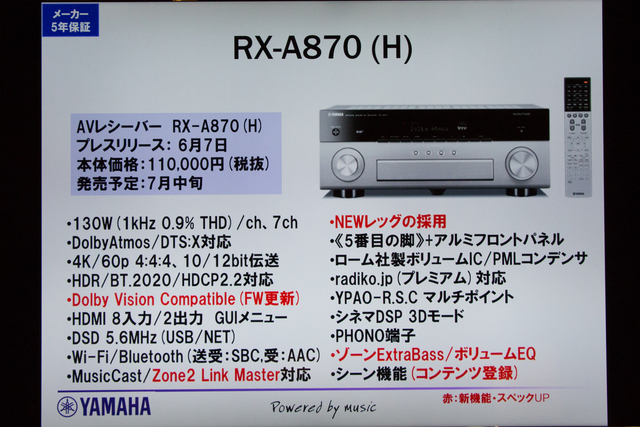 メーカー
5年保証
RX-A870 (H)
AVレシーバー RX-A870(H)
プレスリリース: 6月7日
本体価格: 110,000円(税抜)
発売予定: 7月中旬
YAMAHA
・130W (1kHz 0.9% THD) /ch、7ch
・DolbyAtmos/DTS:X対応
・4K/60p 4:4:4、10/12bit伝送
・HDR/BT.2020/HDCP2.2対応
・Dolby Vision Compatible (FW更新)
・HDMI 8入力/2出力 GUIメニュー
・DSD 5.6MHz (USB/NET)
・Wi-Fi/Bluetooth (送受:SBC,受:AAC)
・MusicCast/Zone2 Link Master対応
・NEWレッグの採用
・《5番目の脚》+アルミフロントパネル
・ローム社製ボリュームIC/PMLコンデンサ
・radiko.jp (プレミアム) 対応
・YPAO-R.S.C マルチポイント
・シネマDSP 3Dモード
・PHONO端子
・ゾーンExtraBass/ボリュームEQ
・シーン機能 (コンテンツ登録)
YAMAHA
Powered by music
赤:新機能・スペックUP